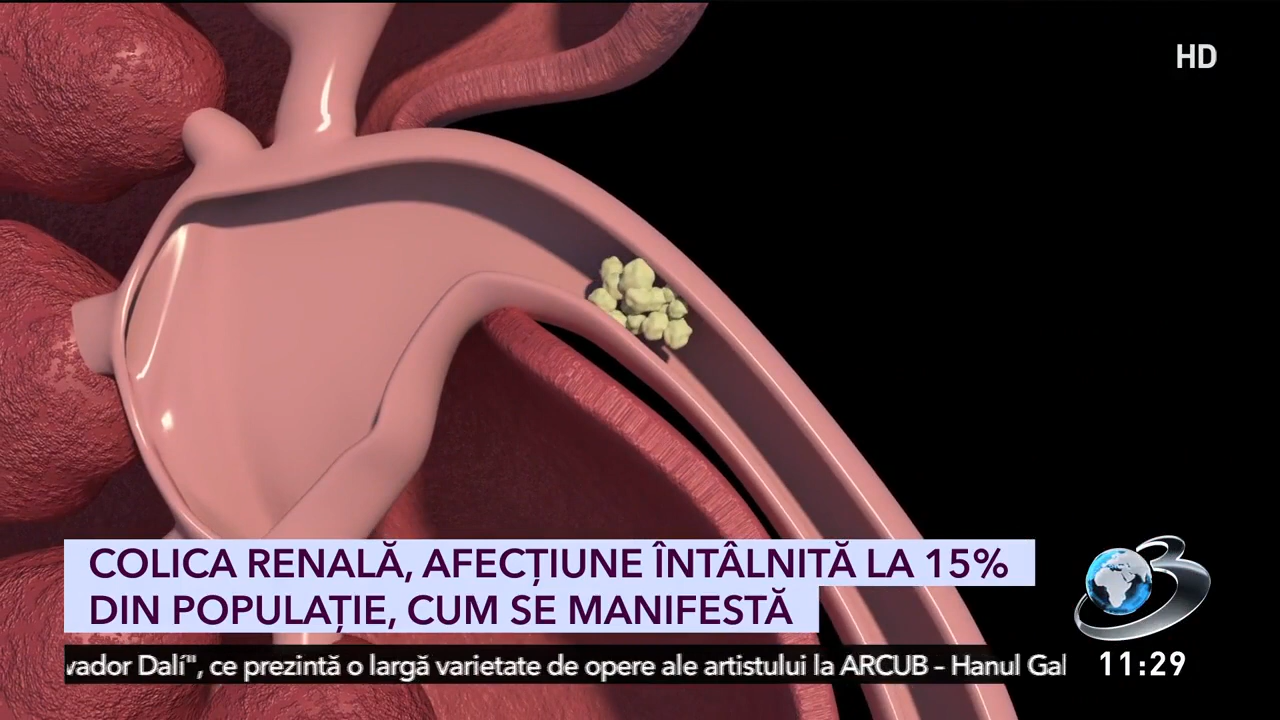 HD
COLICA RENALĂ, AFECȚIUNE ÎNTÂLNITĂ LA 15%
DIN POPULAȚIE, CUM SE MANIFESTĂ
vador Dalí", ce prezintă o largă varietate de opere ale artistului la ARCUB – Hanul Gal
11:29